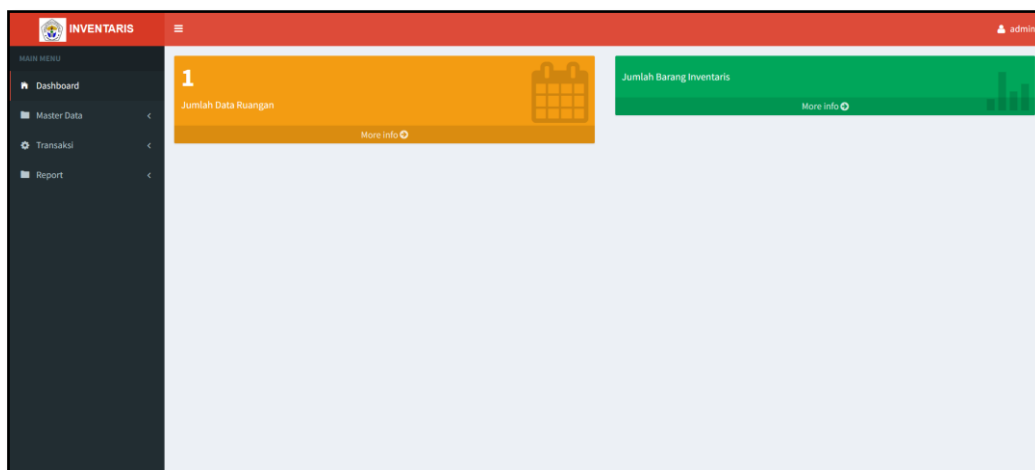 INVENTARIS
admin
MAIN MENU
Dashboard
Master Data
Transaksi
Report
1
Jumlah Data Ruangan
More info
Jumlah Barang Inventaris
More info